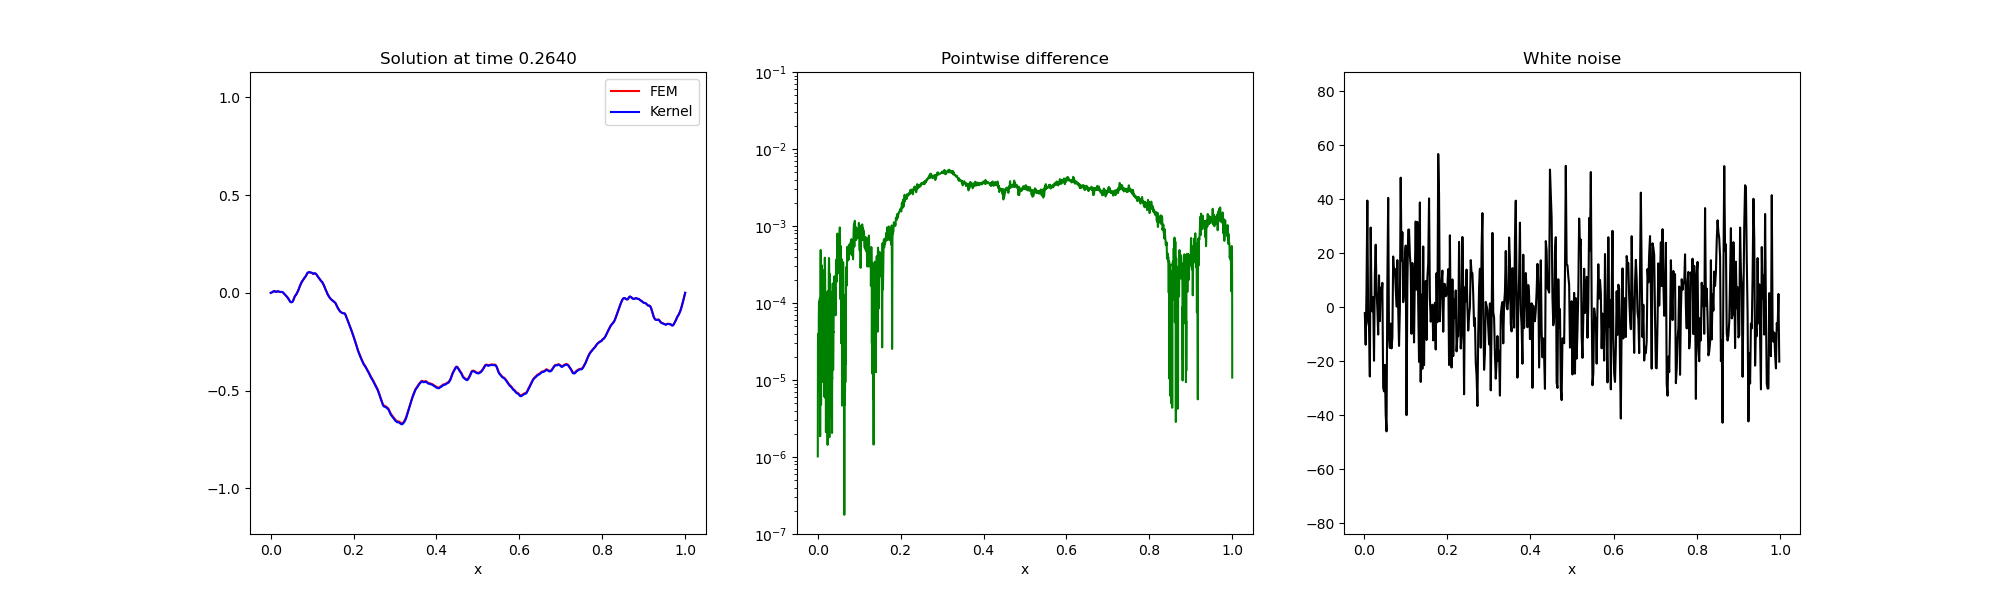 Solution at time 0.2640
1.0
0.5
0.0
−0.5
−1.0
FEM
Kernel
0.0 0.2 0.4 0.6 0.8 1.0
x
Pointwise difference
10⁻¹
10⁻²
10⁻³
10⁻⁴
10⁻⁵
10⁻⁶
10⁻⁷
0.0 0.2 0.4 0.6 0.8 1.0
x
White noise
80
60
40
20
0
−20
−40
−60
−80
0.0 0.2 0.4 0.6 0.8 1.0
x